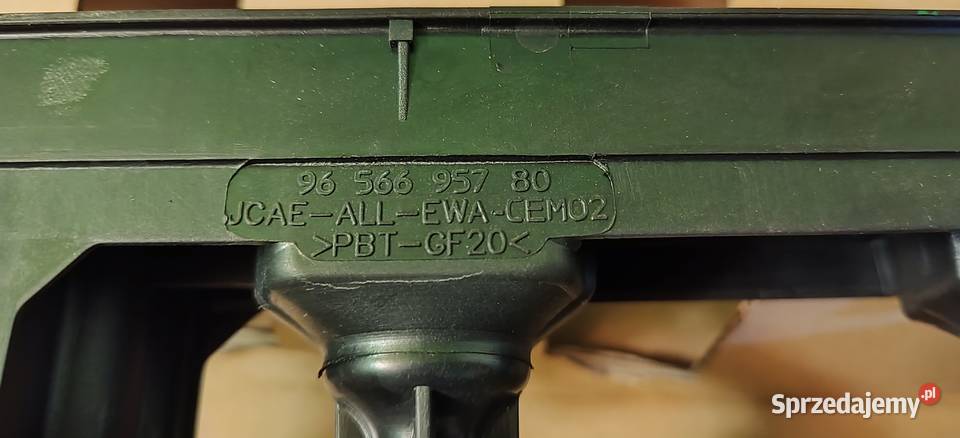 96 566 957 80
JCAE-ALL-EWA-CEM02
>PBT-GF20<
Sprzedajemy.pl